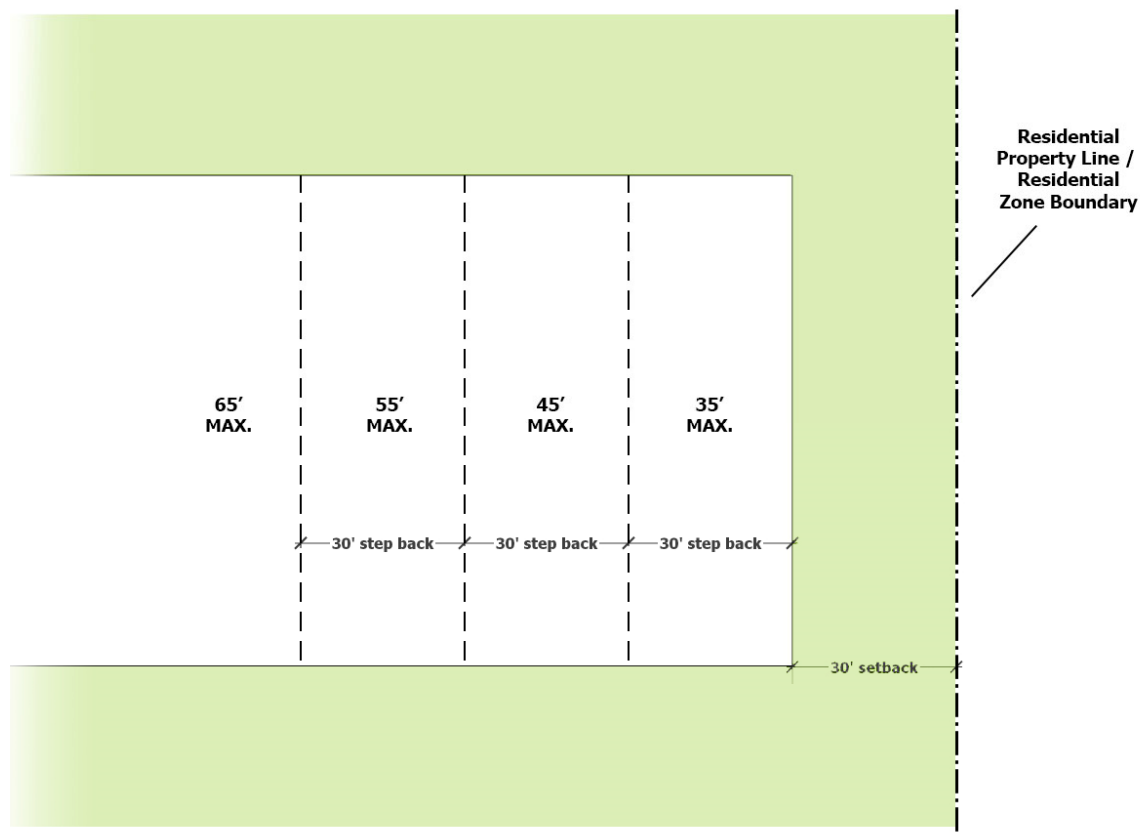 Residential
Property Line /
Residential
Zone Boundary
65′
MAX.
55′
MAX.
45′
MAX.
35′
MAX.
30' step back
30' step back
30' step back
30' setback